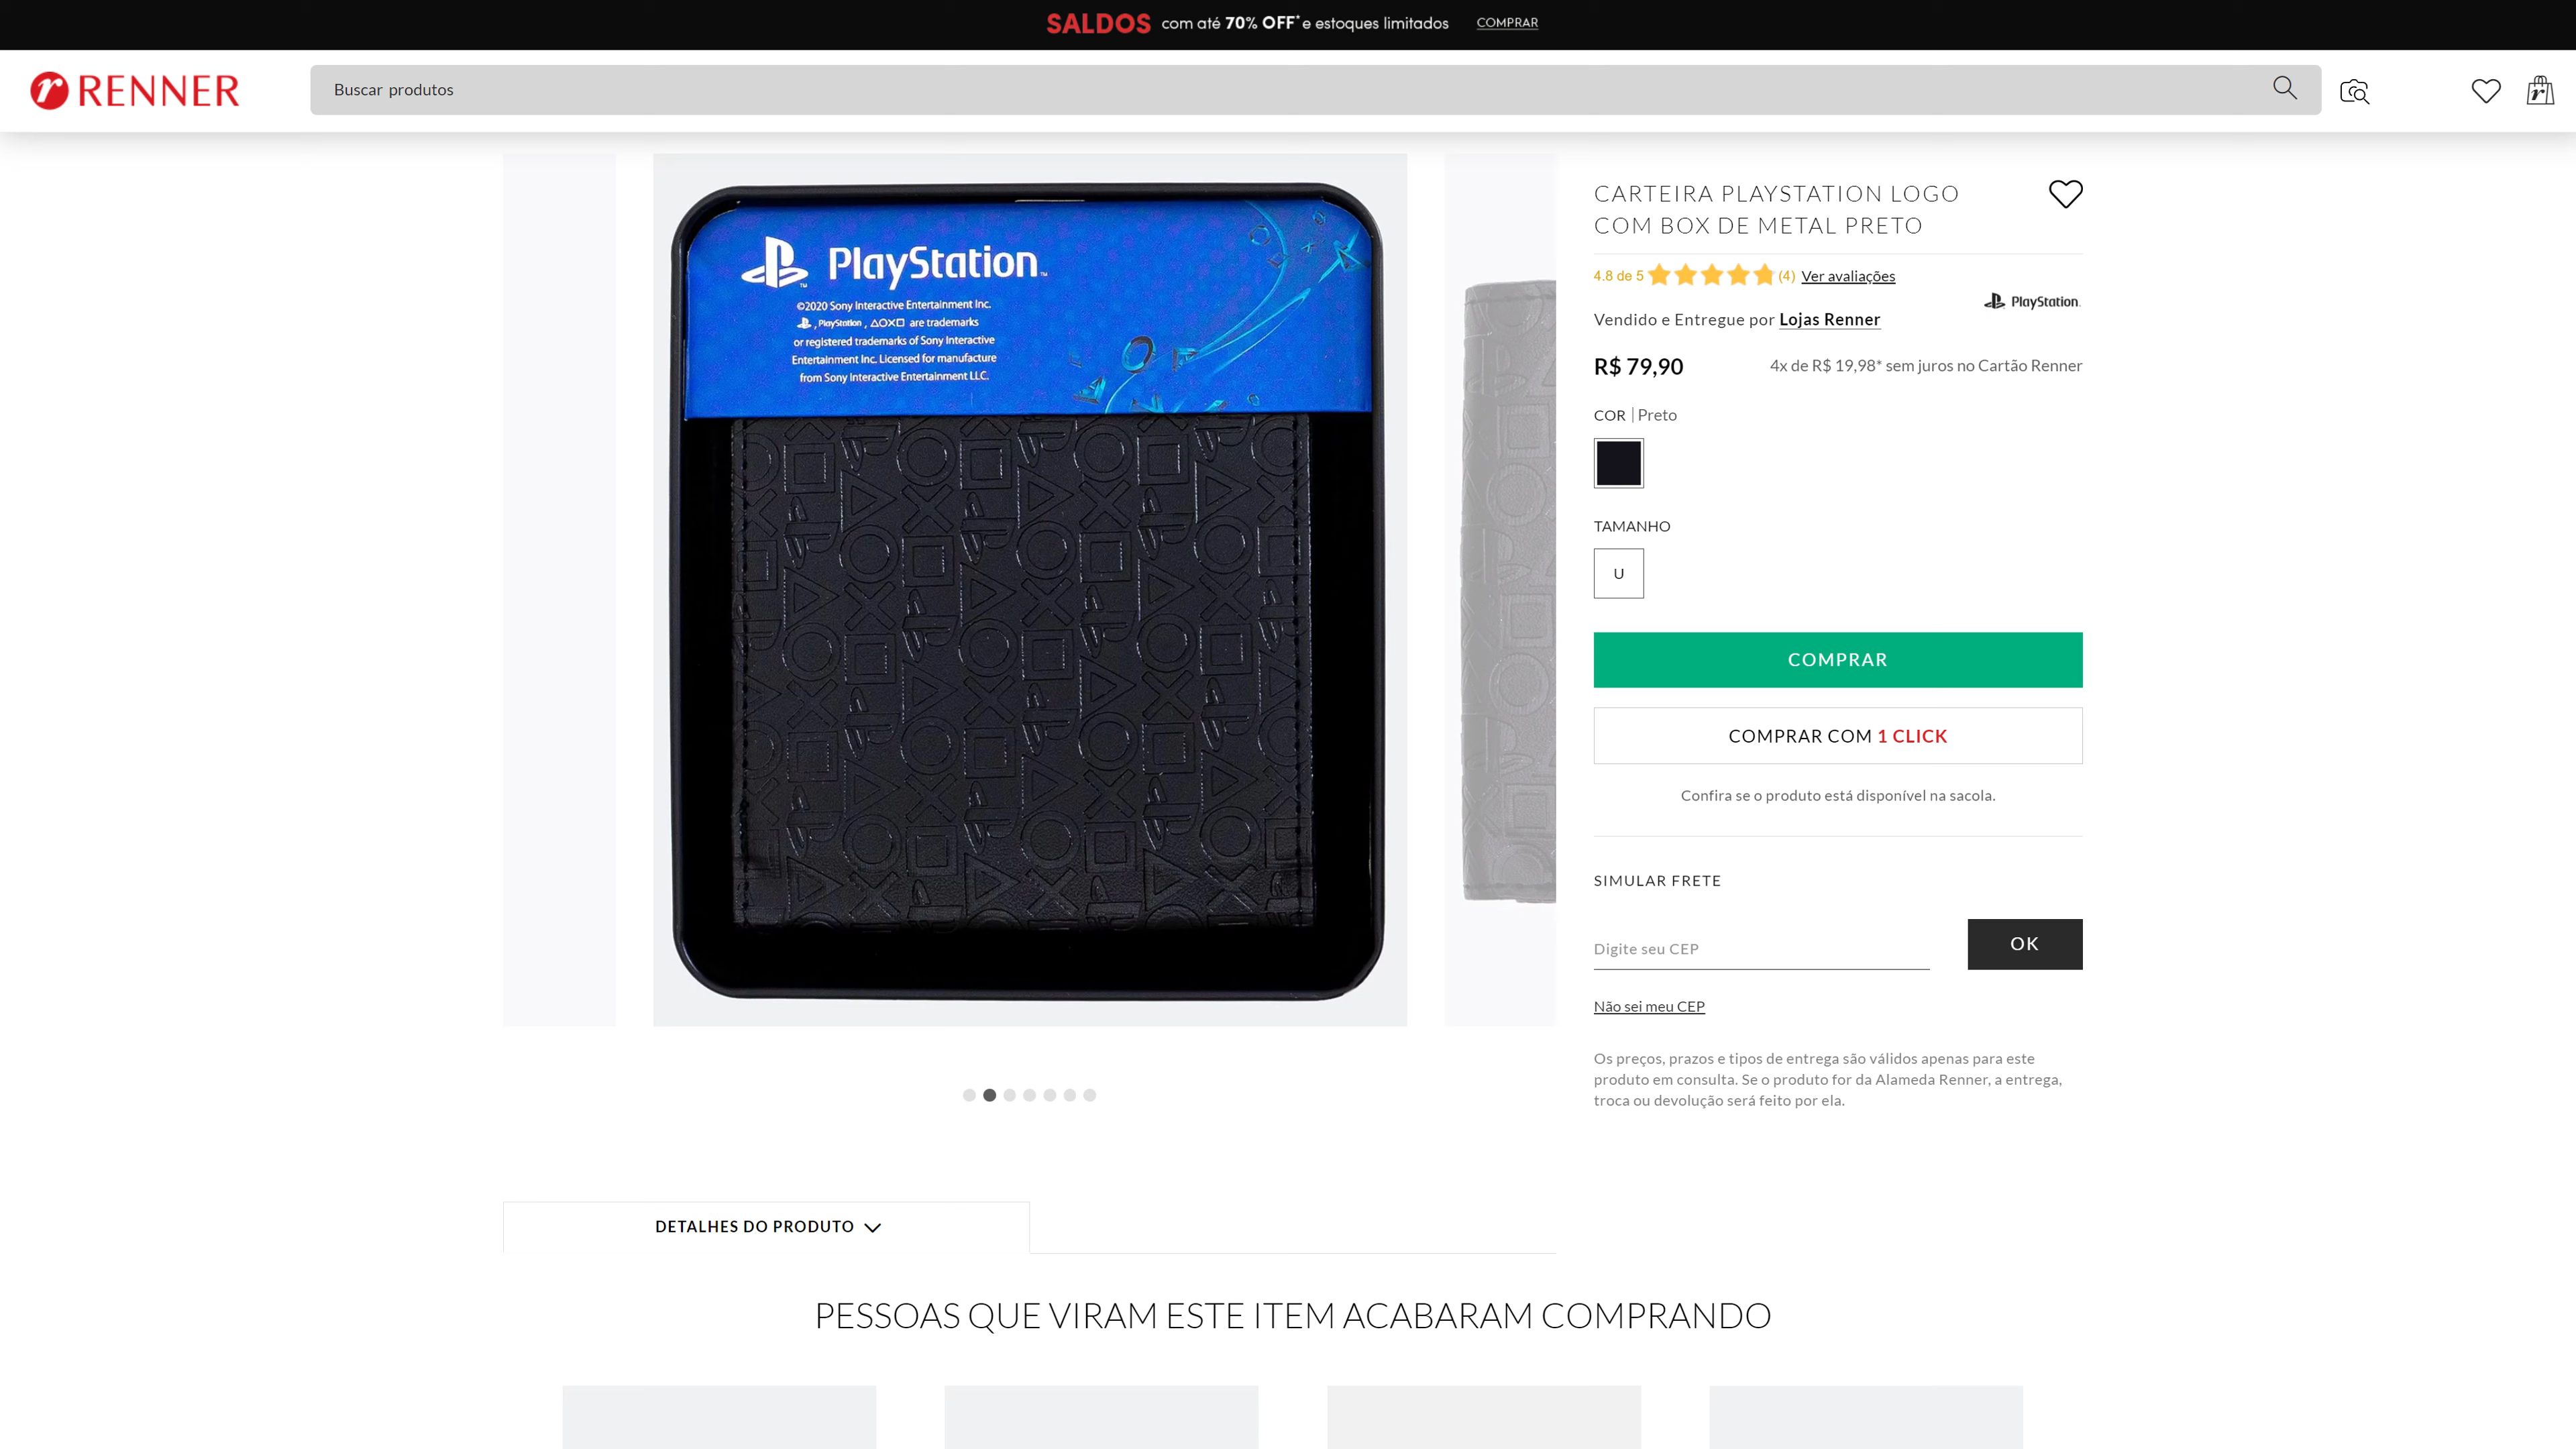 SALDOS com até 70% OFF* e estoques limitados COMPRAR
RENNER
Buscar produtos
PlayStation™
©2020 Sony Interactive Entertainment Inc.
, PlayStation , △O✕□ are trademarks
or registered trademarks of Sony Interactive
Entertainment Inc. Licensed for manufacture
from Sony Interactive Entertainment LLC.
CARTEIRA PLAYSTATION LOGO
COM BOX DE METAL PRETO
4.8 de 5 (4) Ver avaliações
PlayStation.
Vendido e Entregue por Lojas Renner
R$ 79,90 4x de R$ 19,98* sem juros no Cartão Renner
COR | Preto
TAMANHO
U
COMPRAR
COMPRAR COM 1 CLICK
Confira se o produto está disponível na sacola.
SIMULAR FRETE
Digite seu CEP
OK
Não sei meu CEP
Os preços, prazos e tipos de entrega são válidos apenas para este
produto em consulta. Se o produto for da Alameda Renner, a entrega,
troca ou devolução será feito por ela.
DETALHES DO PRODUTO
PESSOAS QUE VIRAM ESTE ITEM ACABARAM COMPRANDO